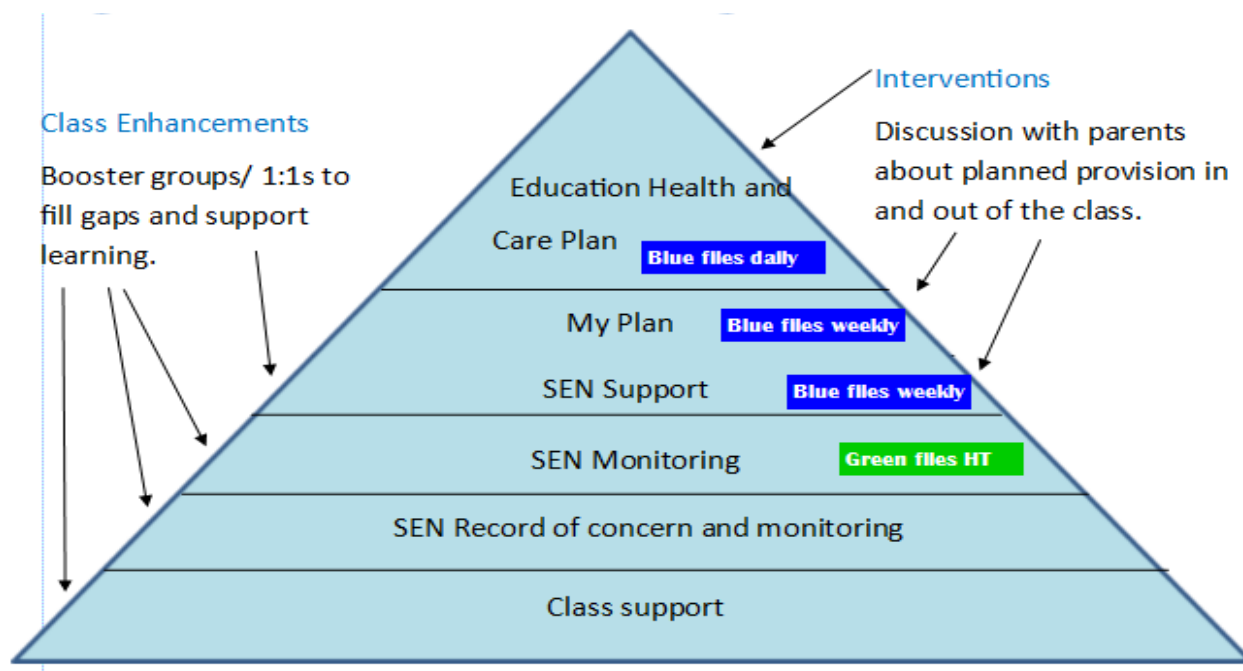 Class Enhancements
Booster groups/ 1:1s to
fill gaps and support
learning.
Interventions
Discussion with parents
about planned provision in
and out of the class.
Education Health and
Care Plan
Blue files daily
My Plan
Blue files weekly
SEN Support
Blue files weekly
SEN Monitoring
Green files HT
SEN Record of concern and monitoring
Class support